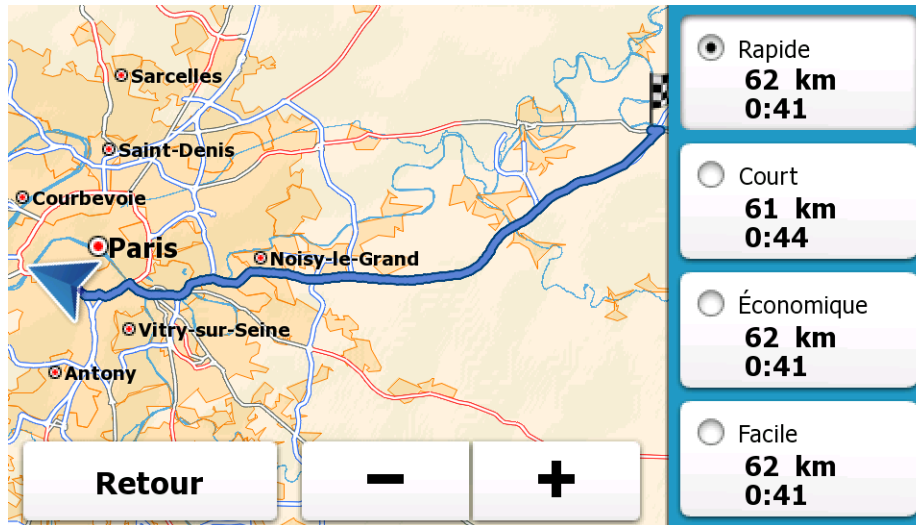 Sarcelles
Saint-Denis
Courbevoie
Paris
Noisy-le-Grand
Vitry-sur-Seine
Antony
Retour
−
+
Rapide
62 km
0:41
Court
61 km
0:44
Économique
62 km
0:41
Facile
62 km
0:41